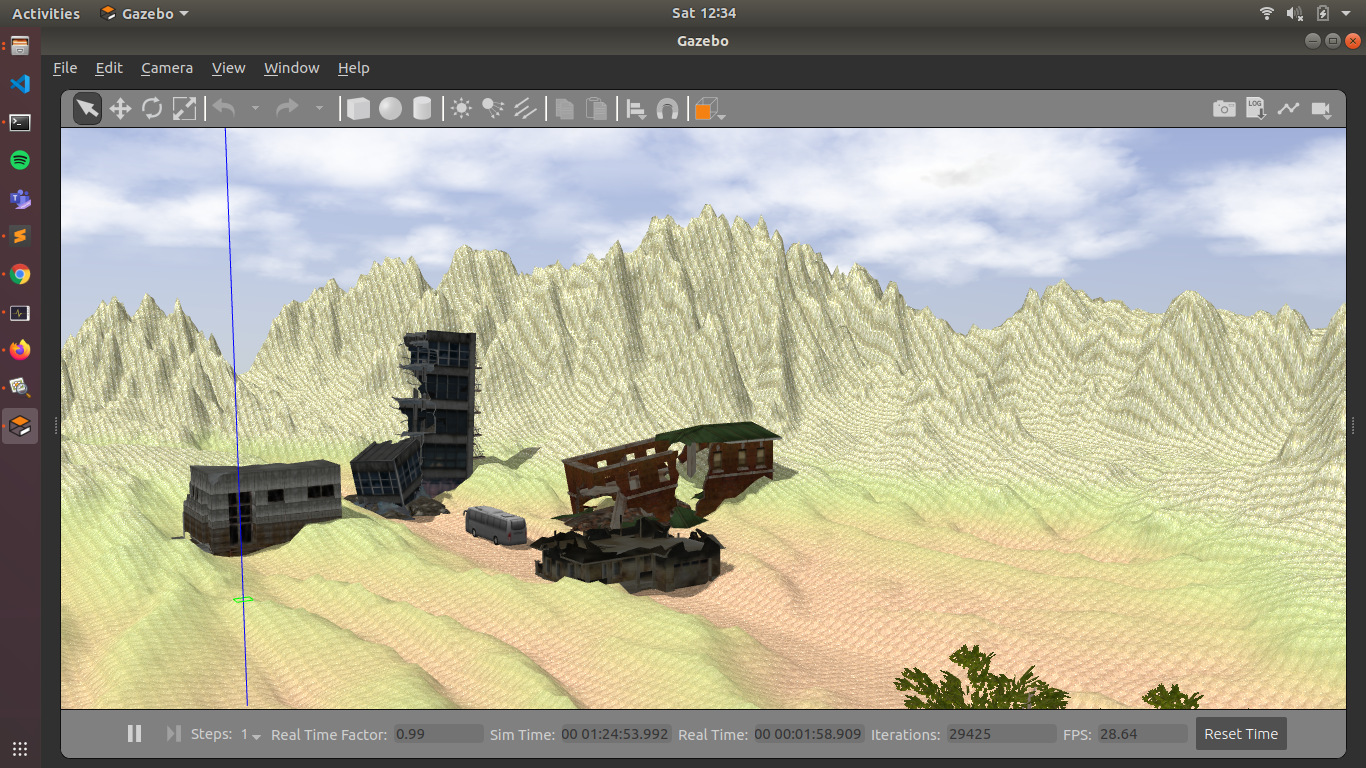 Activities Gazebo Sat 12:34
Gazebo
File Edit Camera View Window Help
LOG
Steps: 1 Real Time Factor: 0.99 Sim Time: 00 01:24:53.992 Real Time: 00 00:01:58.909 Iterations: 29425 FPS: 28.64 Reset Time